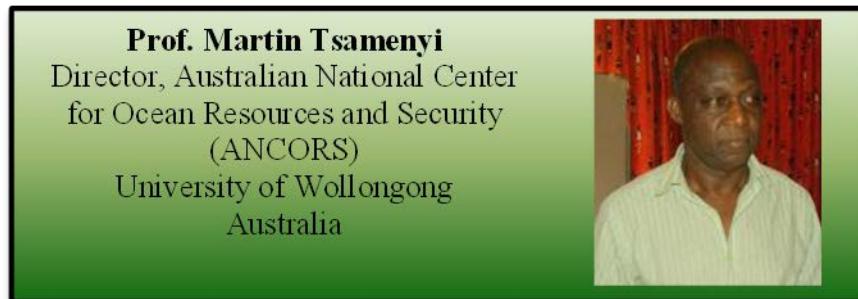 Prof. Martin Tsamenyi
Director, Australian National Center
for Ocean Resources and Security
(ANCORS)
University of Wollongong
Australia